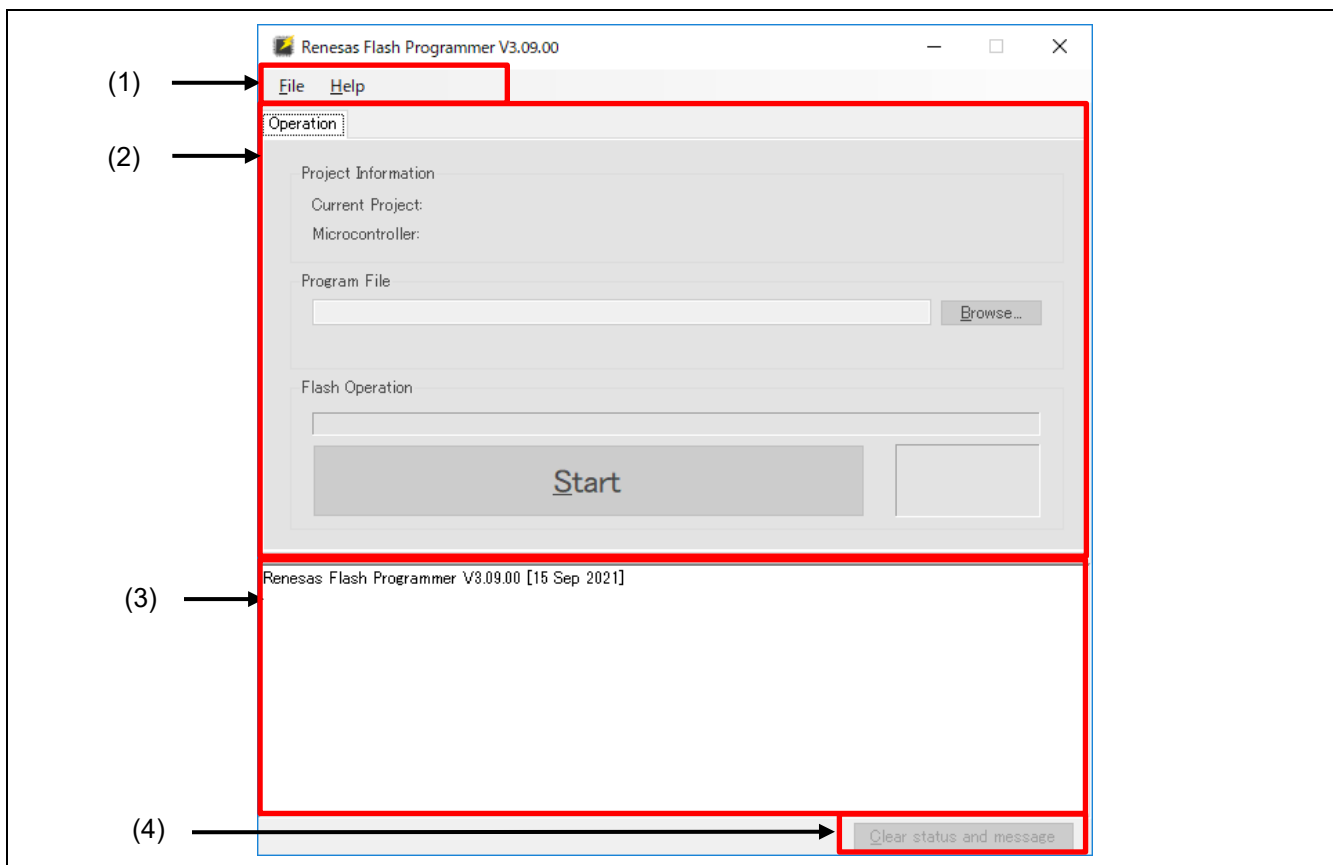 Renesas Flash Programmer V3.09.00
(1)
File Help
Operation
(2)
Project Information
Current Project:
Microcontroller:
Program File
Browse...
Flash Operation
Start
Renesas Flash Programmer V3.09.00 [15 Sep 2021]
(3)
(4)
Clear status and message